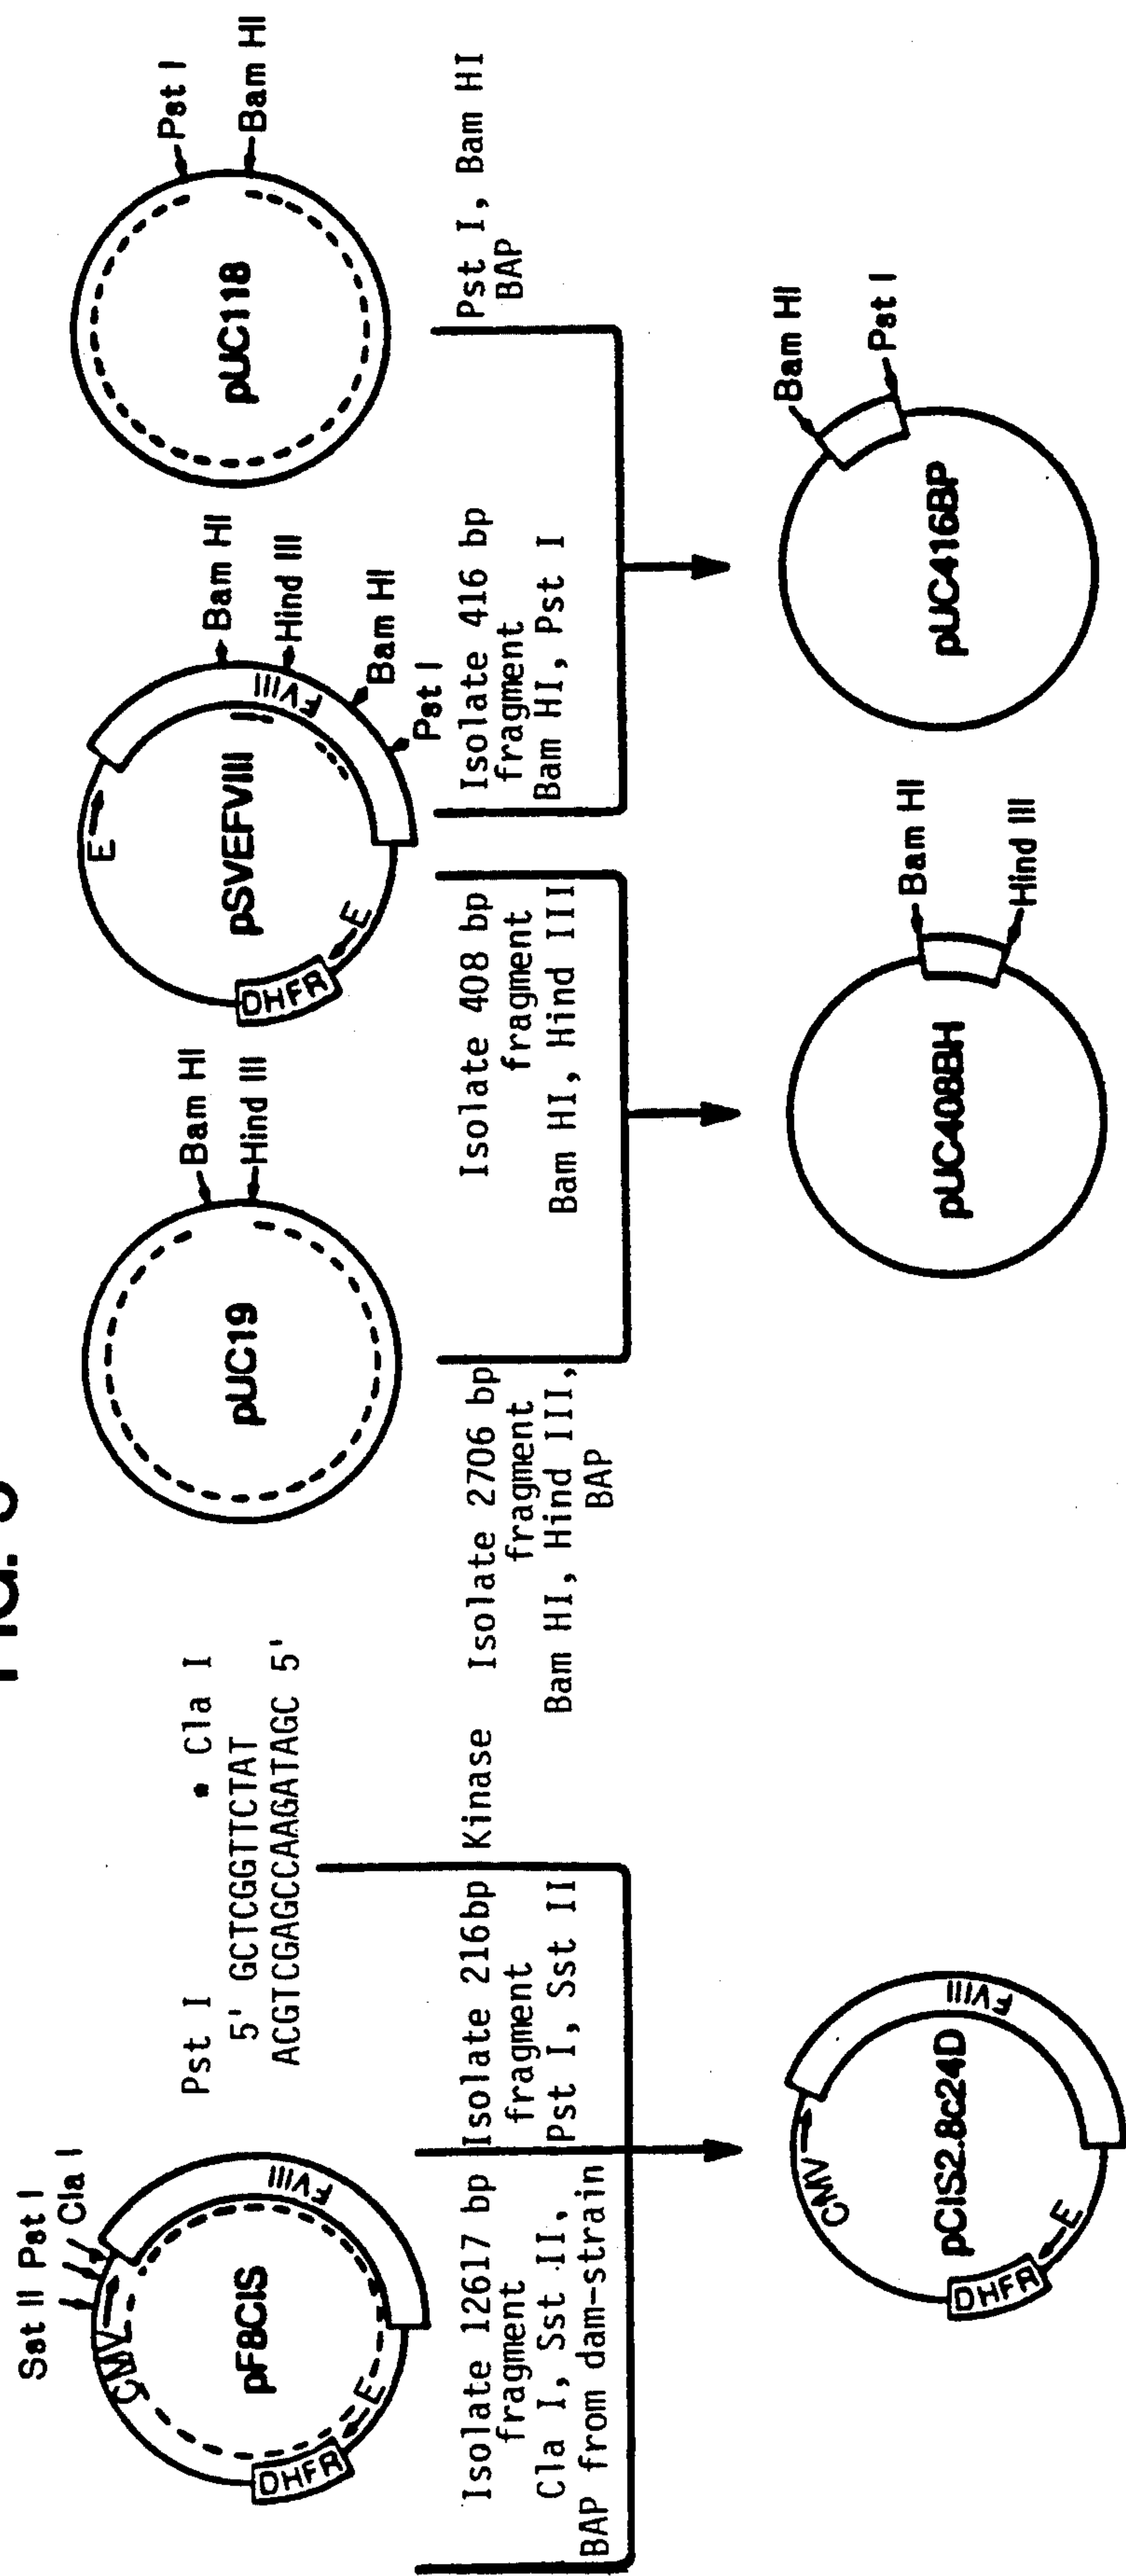 FIG.
Sst II Pst I
Cla I
CMV
FVIII
pF8CIS
DHFR
E
Pst I * Cla I
5' GCTCGGTTCTAT
ACGTCGAGCCAAGATAGC 5'
Bam HI
Hind III
pUC19
E
Bam HI
Hind III
FVIII
Bam HI
Pst I
pSVEFVIII
DHFR
E
Pst I
Bam HI
pUC118
Isolate 12617 bp
fragment
Cla I, Sst II,
BAP from dam-strain
Isolate 216bp
fragment
Pst I, Sst II
Kinase
Isolate 2706 bp
fragment
Bam HI, Hind III,
BAP
Isolate 408 bp
fragment
Bam HI, Hind III
Isolate 416 bp
fragment
Bam HI, Pst I
Pst I, Bam HI
BAP
CMV
FVIII
pCIS2.8c24D
DHFR
E
Bam HI
Hind III
pUC408BH
Bam HI
Pst I
pUC416BP